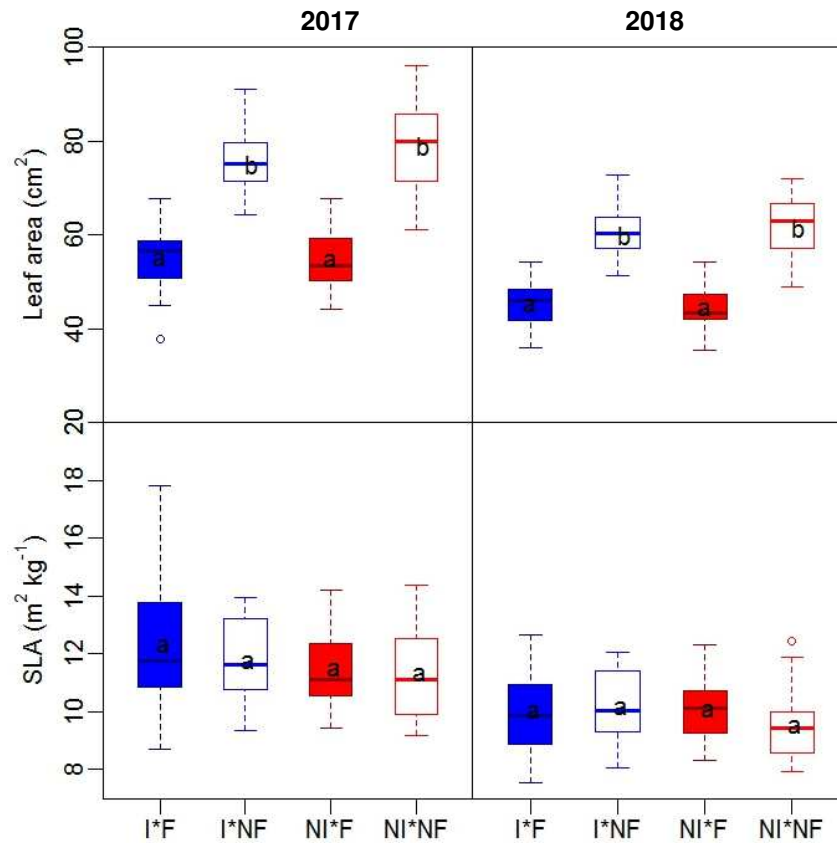 2017 2018
Leaf area (cm²)
100
80
60
40
a b a b a b a b
SLA (m² kg⁻¹)
20
18
16
14
12
10
8
a a a a a a a a
I*F I*NF NI*F NI*NF I*F I*NF NI*F NI*NF